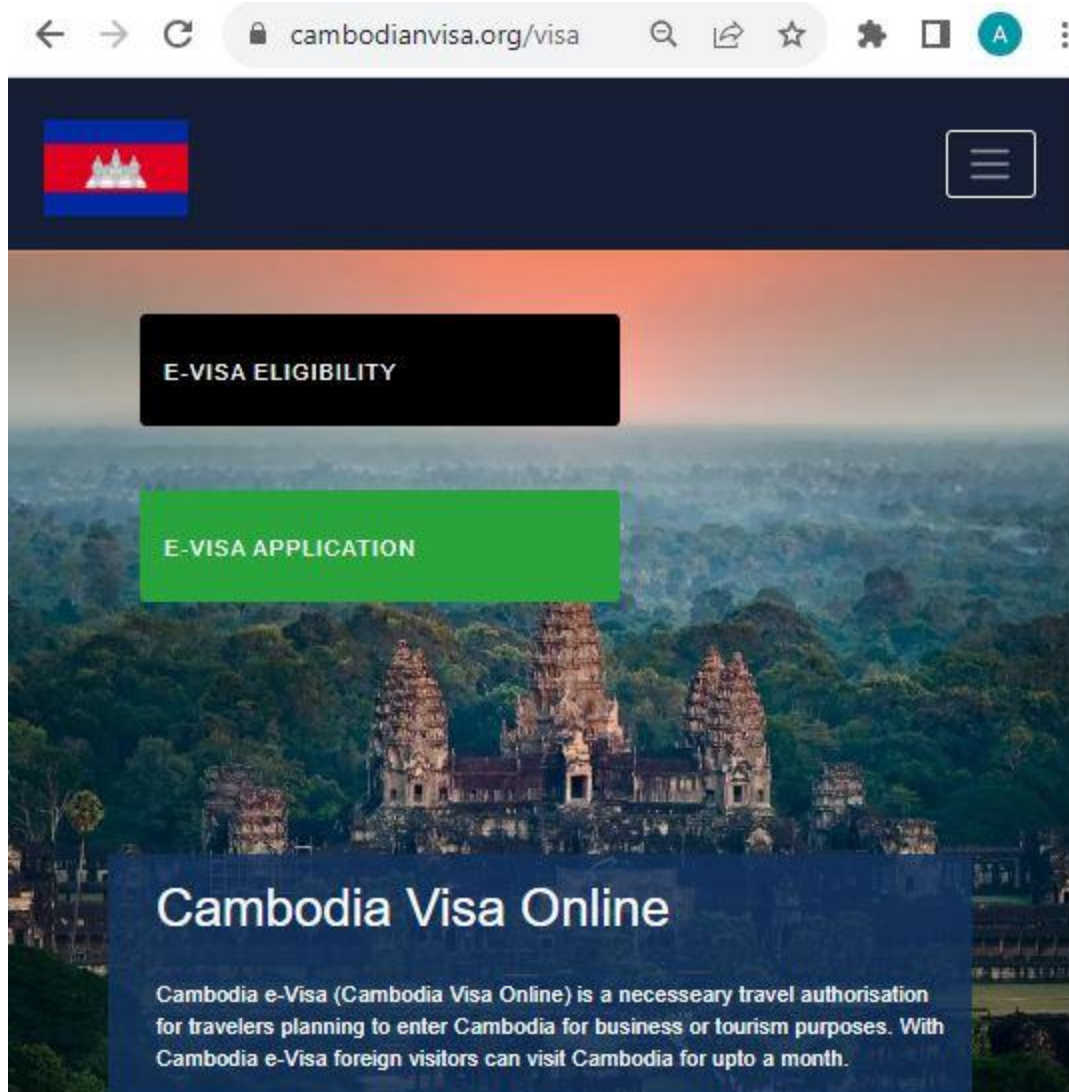 cambodianvisa.org/visa
A
E-VISA ELIGIBILITY
E-VISA APPLICATION
Cambodia Visa Online
Cambodia e-Visa (Cambodia Visa Online) is a necesseary travel authorisation
for travelers planning to enter Cambodia for business or tourism purposes. With
Cambodia e-Visa foreign visitors can visit Cambodia for upto a month.